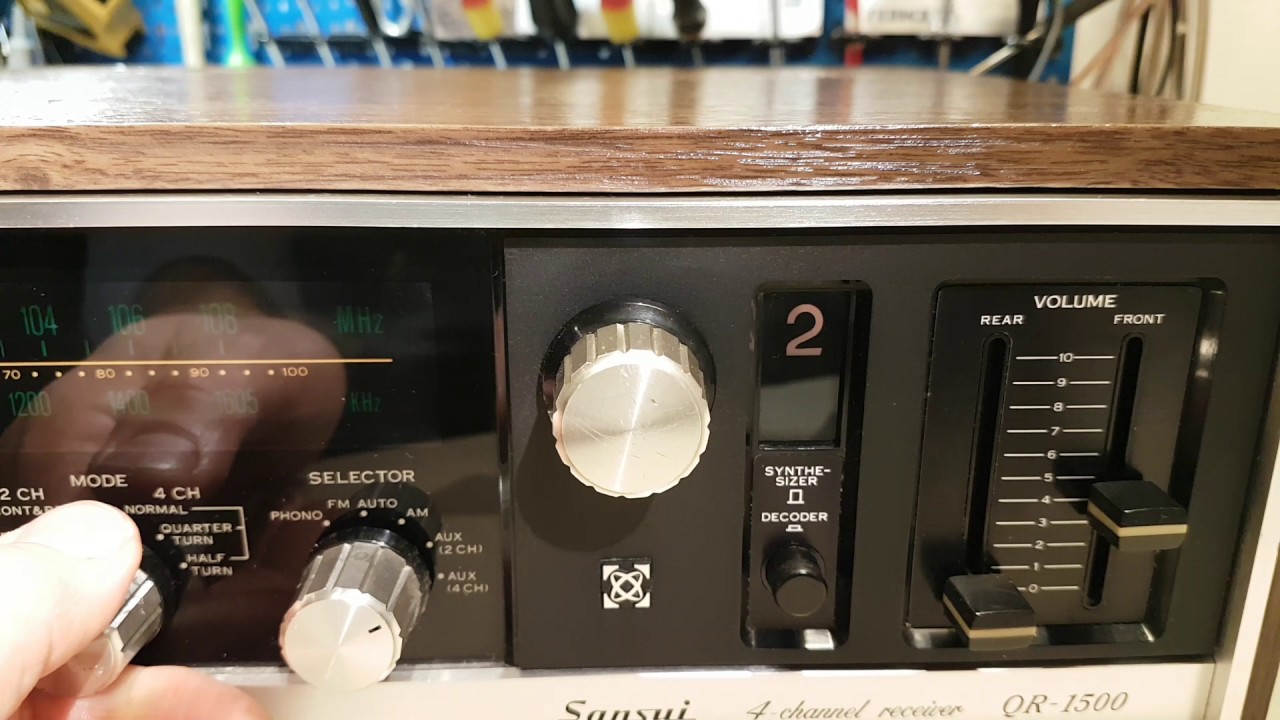 104 106 108 MHz
70 80 90 100
1200 1400 1605 KHz
MODE
2 CH
4 CH
NORMAL
QUARTER
TURN
HALF
TURN
SELECTOR
PHONO
FM AUTO
AM
AUX
(2 CH)
AUX
(4 CH)
2
SYNTHE-
SIZER
DECODER
VOLUME
REAR FRONT
10
9
8
7
6
5
4
3
2
1
0
Sansui 4-channel receiver QR-1500